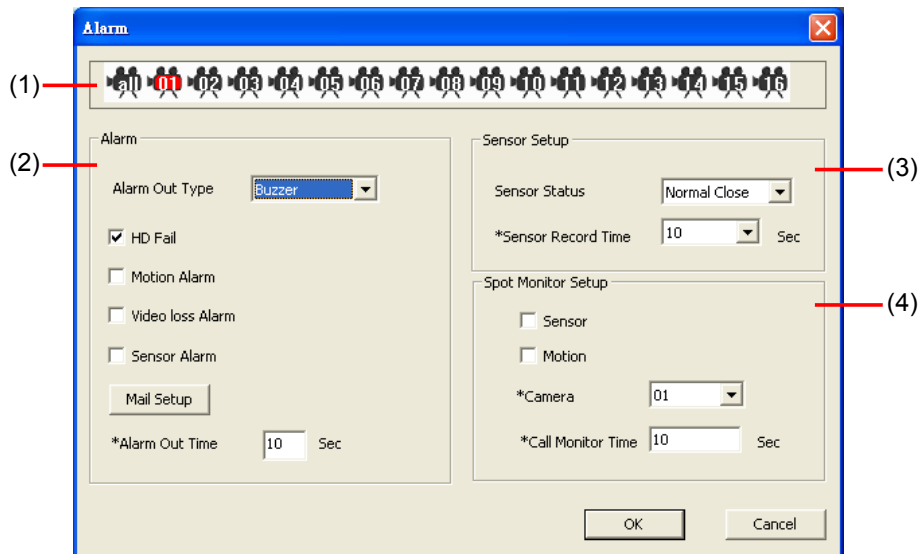 Alarm
(1)
all 01 02 03 04 05 06 07 08 09 10 11 12 13 14 15 16
(2)
Alarm
Alarm Out Type Buzzer
HD Fail
Motion Alarm
Video loss Alarm
Sensor Alarm
Mail Setup
*Alarm Out Time 10 Sec
(3)
Sensor Setup
Sensor Status Normal Close
*Sensor Record Time 10 Sec
(4)
Spot Monitor Setup
Sensor
Motion
*Camera 01
*Call Monitor Time 10 Sec
OK Cancel